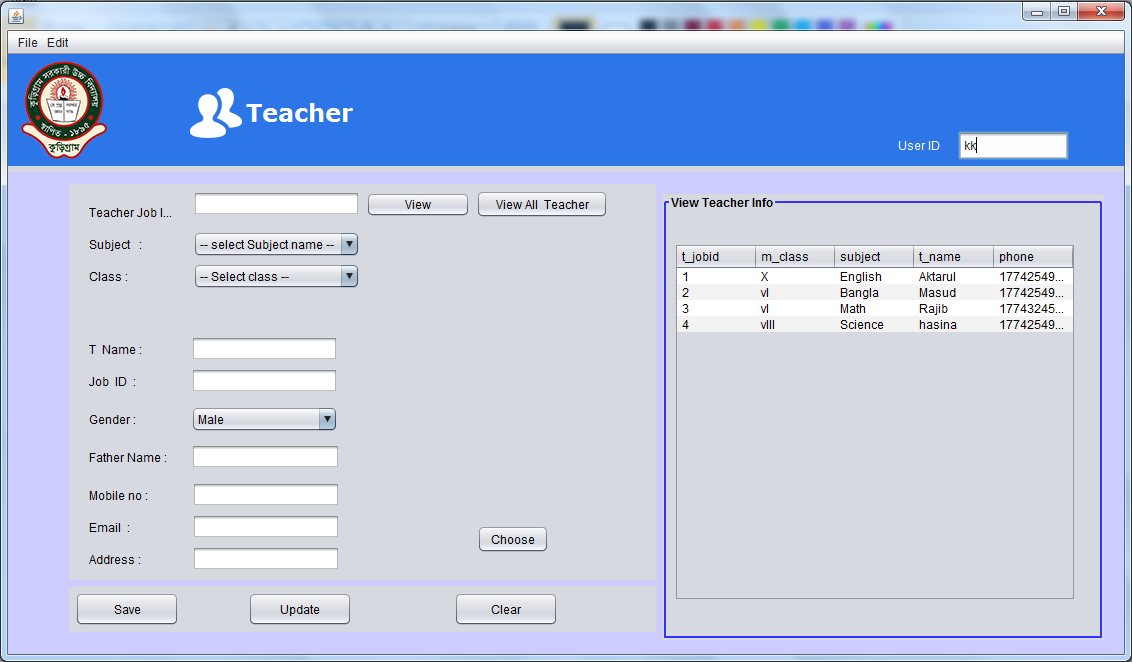 File Edit
কুড়িগ্রাম সরকারী উচ্চ বিদ্যালয়
স্থাপিত - ১৮৯৫
কুড়িগ্রাম
Teacher
User ID kk
Teacher Job I... View View All Teacher
Subject : -- select Subject name --
Class : -- Select class --
T Name :
Job ID :
Gender : Male
Father Name :
Mobile no :
Email :
Choose
Address :
Save Update Clear
View Teacher Info
t_jobid m_class subject t_name phone
1 X English Aktarul 17742549...
2 vI Bangla Masud 17742549...
3 vI Math Rajib 17743245...
4 vIII Science hasina 17742549...